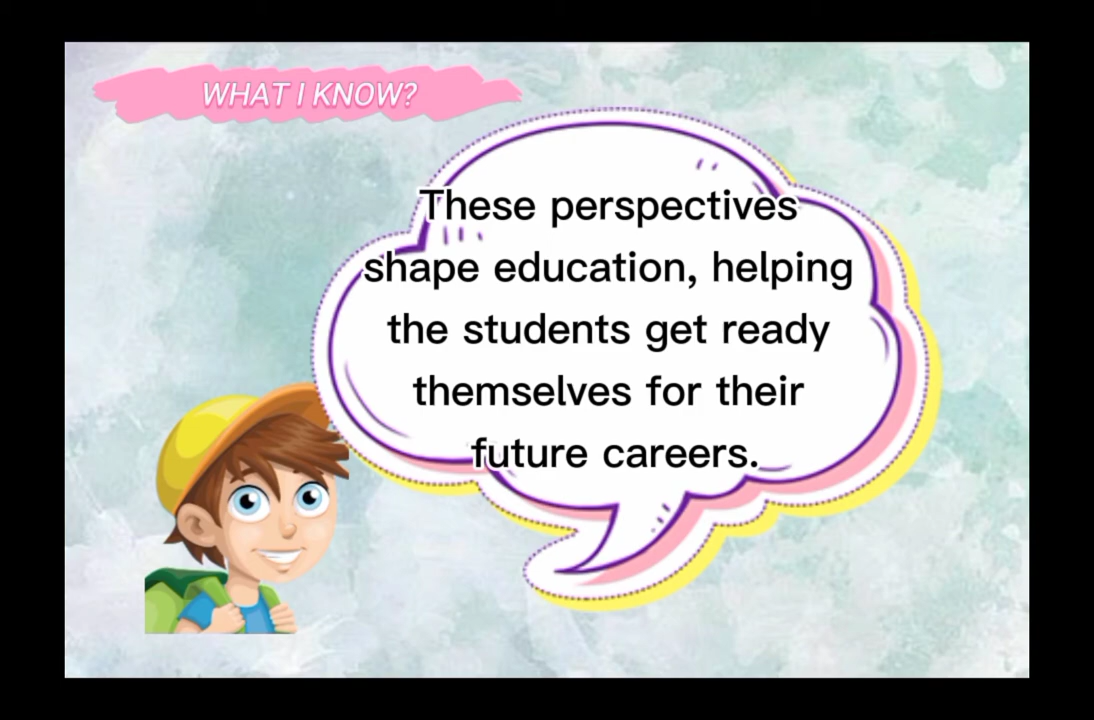 WHAT I KNOW?
These perspectives
shape education, helping
the students get ready
themselves for their
future careers.